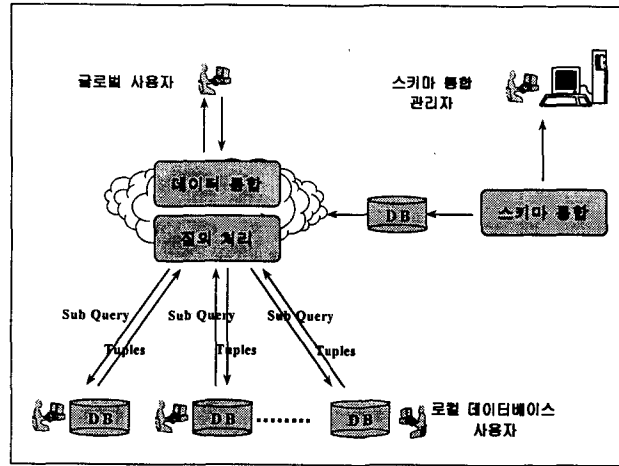 글로벌 사용자
스키마 통합
관리자
데이터 통합
질의 처리
DB
스키마 통합
Sub Query
Sub Query
Sub Query
Tuples
Tuples
Tuples
DB
DB
........
DB
로컬 데이터베이스
사용자